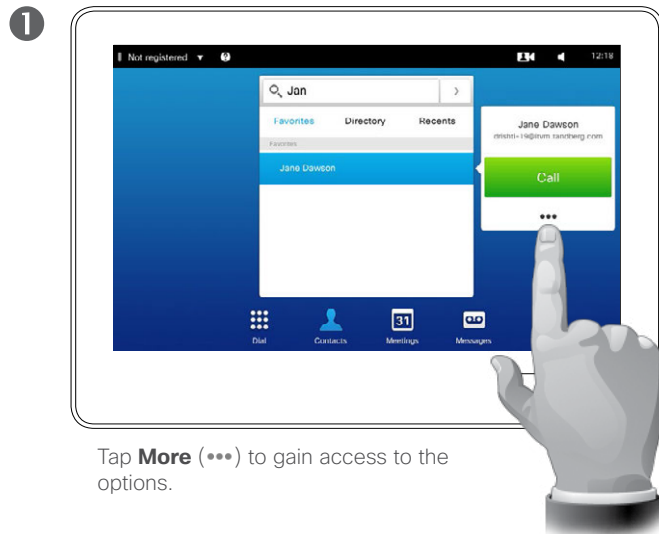 1
Not registered ▼ ?
12:18
Jan
Favorites Directory Recents
Favorites
Jane Dawson
Jane Dawson
Call
•••
31
Dial Contacts Meetings Messages
Tap More (•••) to gain access to the
options.